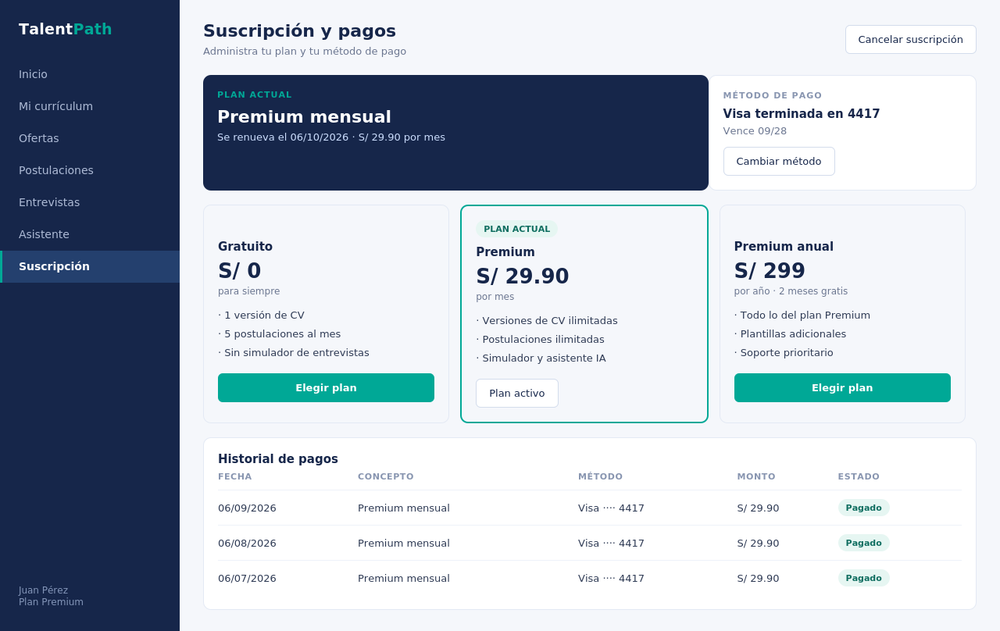 TalentPath
Inicio
Mi currículum
Ofertas
Postulaciones
Entrevistas
Asistente
Suscripción
Juan Pérez
Plan Premium
Suscripción y pagos
Administra tu plan y tu método de pago
Cancelar suscripción
PLAN ACTUAL
Premium mensual
Se renueva el 06/10/2026 · S/ 29.90 por mes
MÉTODO DE PAGO
Visa terminada en 4417
Vence 09/28
Cambiar método
Gratuito
S/ 0
para siempre
· 1 versión de CV
· 5 postulaciones al mes
· Sin simulador de entrevistas
Elegir plan
PLAN ACTUAL
Premium
S/ 29.90
por mes
· Versiones de CV ilimitadas
· Postulaciones ilimitadas
· Simulador y asistente IA
Plan activo
Premium anual
S/ 299
por año · 2 meses gratis
· Todo lo del plan Premium
· Plantillas adicionales
· Soporte prioritario
Elegir plan
Historial de pagos
FECHA CONCEPTO MÉTODO MONTO ESTADO
06/09/2026 Premium mensual Visa ···· 4417 S/ 29.90 Pagado
06/08/2026 Premium mensual Visa ···· 4417 S/ 29.90 Pagado
06/07/2026 Premium mensual Visa ···· 4417 S/ 29.90 Pagado